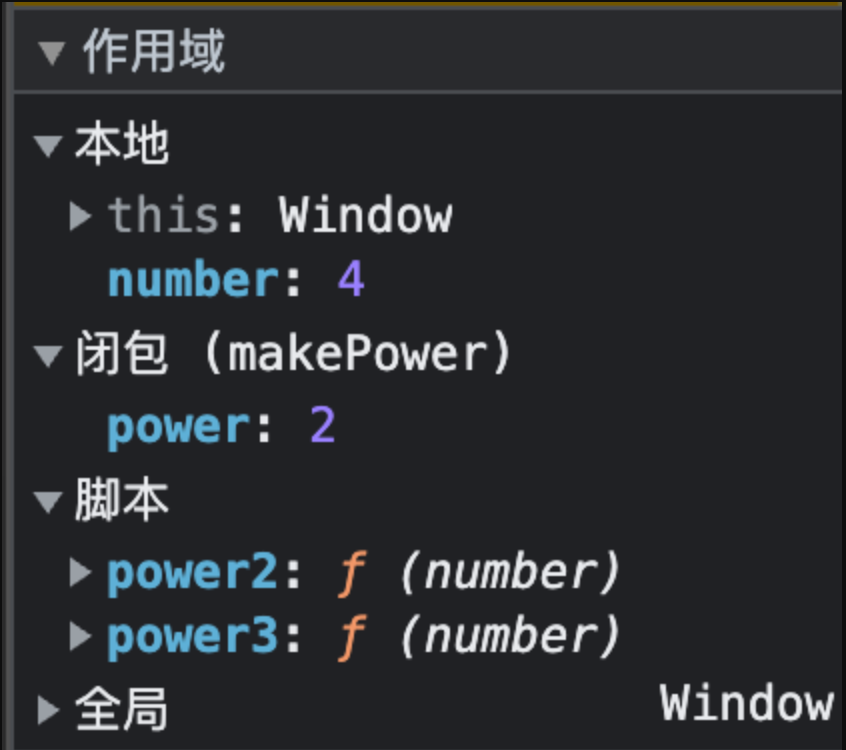 作用域
本地
this: Window
number: 4
闭包 (makePower)
power: 2
脚本
power2: ƒ (number)
power3: ƒ (number)
全局 Window